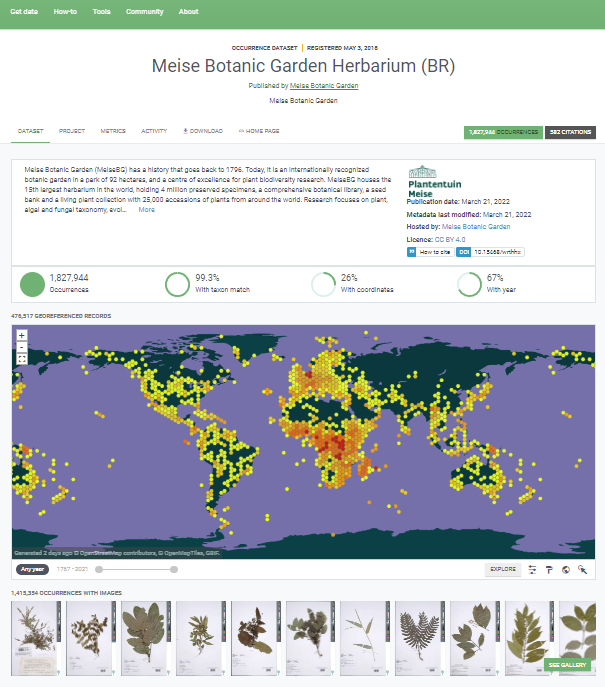 Get data How-to Tools Community About
OCCURRENCE DATASET | REGISTERED MAY 3, 2018
Meise Botanic Garden Herbarium (BR)
Published by Meise Botanic Garden
Meise Botanic Garden
DATASET PROJECT METRICS ACTIVITY DOWNLOAD HOME PAGE
1,827,944 OCCURRENCES 582 CITATIONS
Meise Botanic Garden (MeiseBG) has a history that goes back to 1796. Today, it is an internationally recognized
botanic garden in a park of 92 hectares, and a centre of excellence for plant biodiversity research. MeiseBG houses the
15th largest herbarium in the world, holding 4 million preserved specimens, a comprehensive botanical library, a seed
bank and a living plant collection with 25,000 accessions of plants from around the world. Research focuses on plant,
algal and fungal taxonomy, evol... More
Plantentuin
Meise
Publication date: March 21, 2022
Metadata last modified: March 21, 2022
Hosted by: Meise Botanic Garden
Licence: CC BY 4.0
How to cite DOI 10.15468/wrthhx
1,827,944
Occurrences
99.3%
With taxon match
26%
With coordinates
67%
With year
476,517 GEOREFERENCED RECORDS
+
-
Generated 2 days ago © OpenStreetMap contributors, © OpenMapTiles, GBIF.
Any year 1767 - 2021
EXPLORE
1,415,354 OCCURRENCES WITH IMAGES
SEE GALLERY